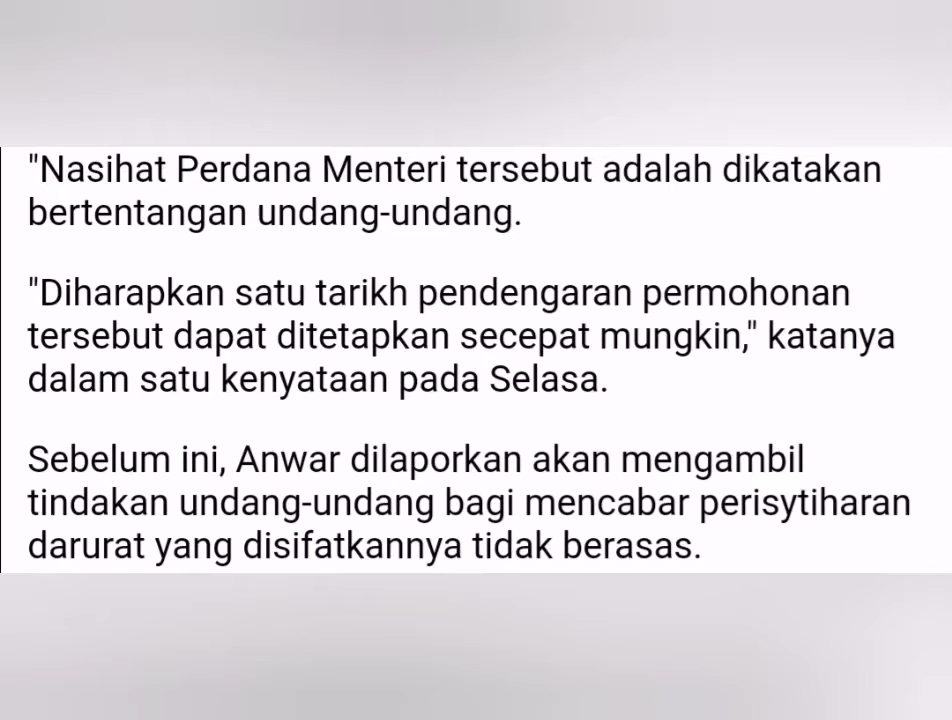 "Nasihat Perdana Menteri tersebut adalah dikatakan
bertentangan undang-undang.
"Diharapkan satu tarikh pendengaran permohonan
tersebut dapat ditetapkan secepat mungkin," katanya
dalam satu kenyataan pada Selasa.
Sebelum ini, Anwar dilaporkan akan mengambil
tindakan undang-undang bagi mencabar perisytiharan
darurat yang disifatkannya tidak berasas.